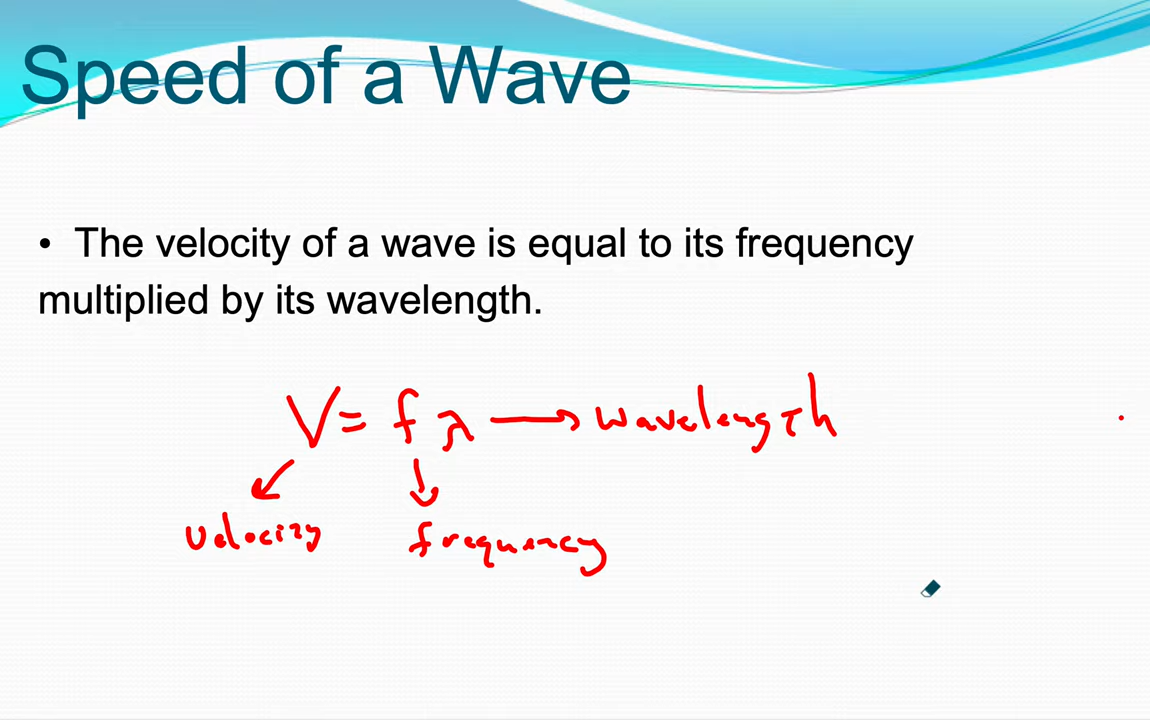 Speed of a Wave
• The velocity of a wave is equal to its frequency
multiplied by its wavelength.
V = f λ → wavelength
velocity frequency